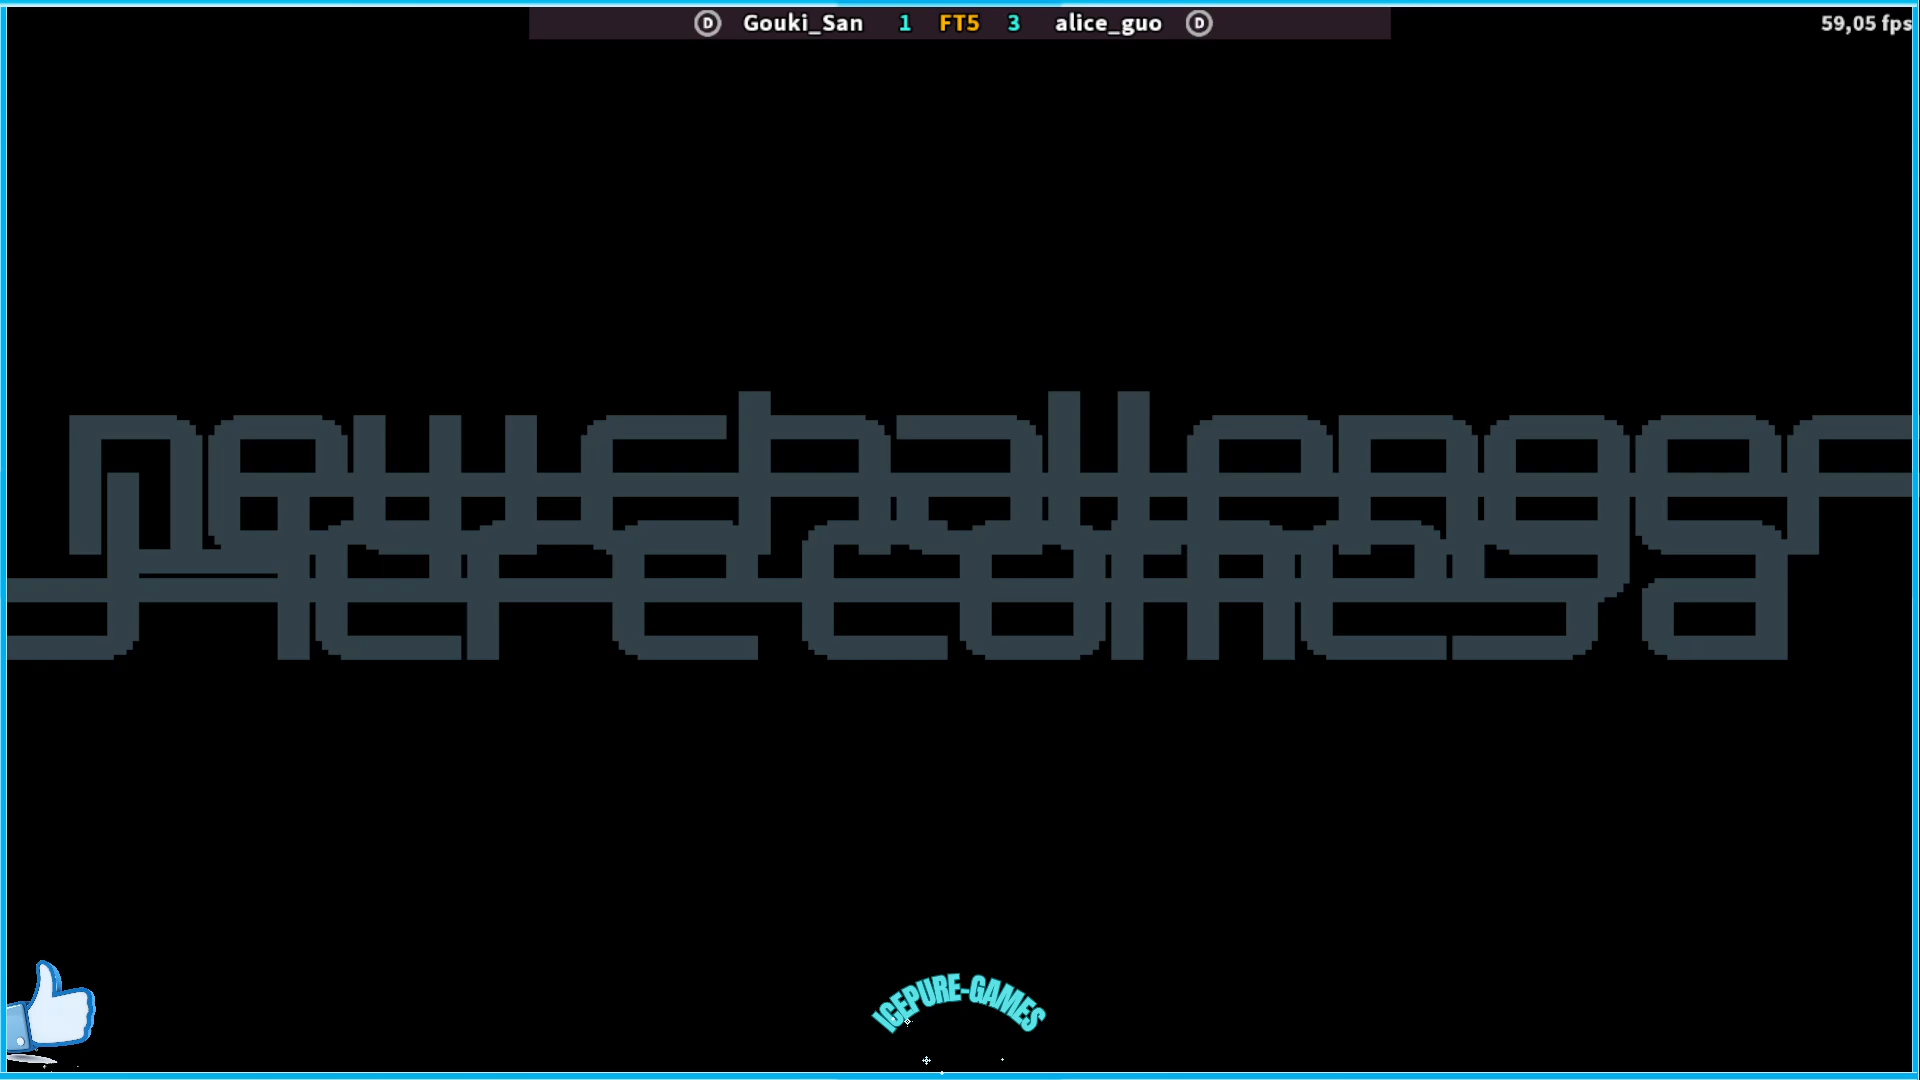 D Gouki_San 1 FT5 3 alice_guo D
59,05 fps
new challenger
here comes a
ICEPURE-GAMES